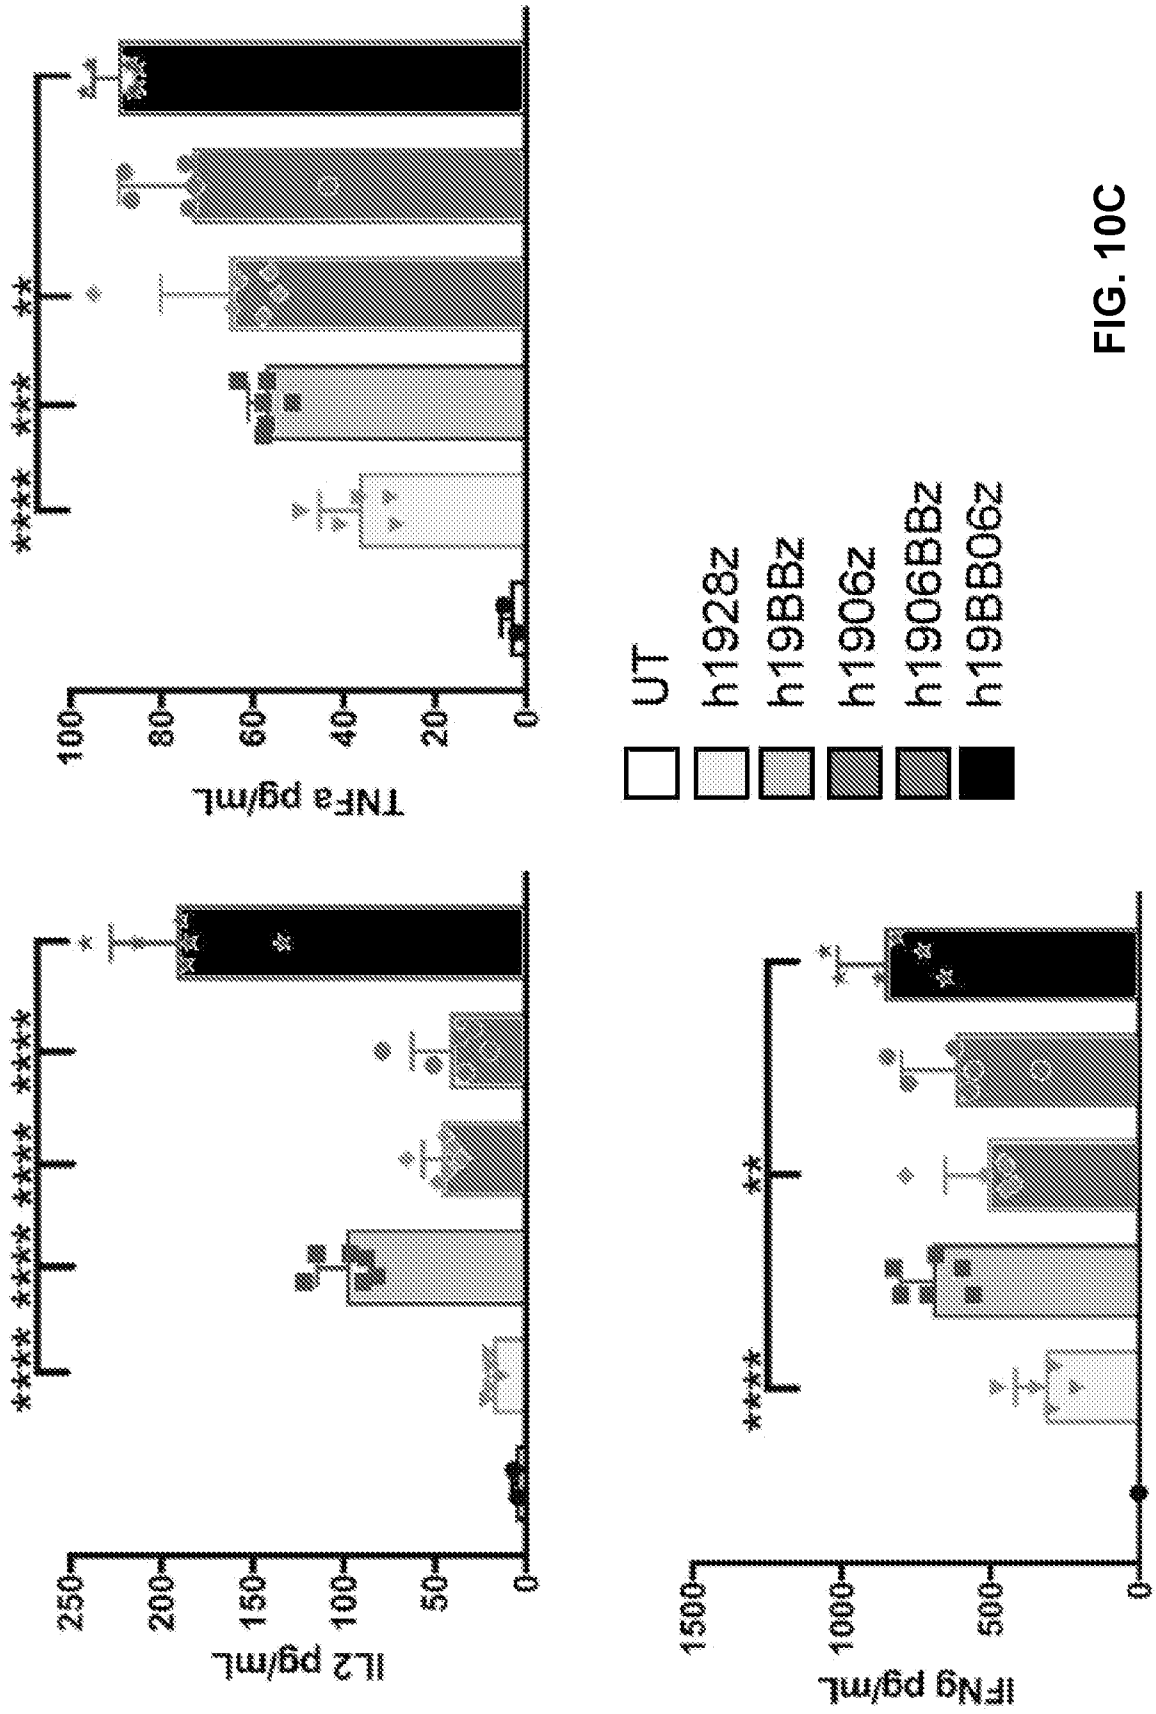 IL2 pg/mL
250
200
150
100
50
0
**** **** **** ****
TNFa pg/mL
100
80
60
40
20
0
**** *** **
IFNg pg/mL
1500
1000
500
0
**** **
UT
h1928z
h19BBz
h1906z
h1906BBz
h19BB06z
FIG. 10C